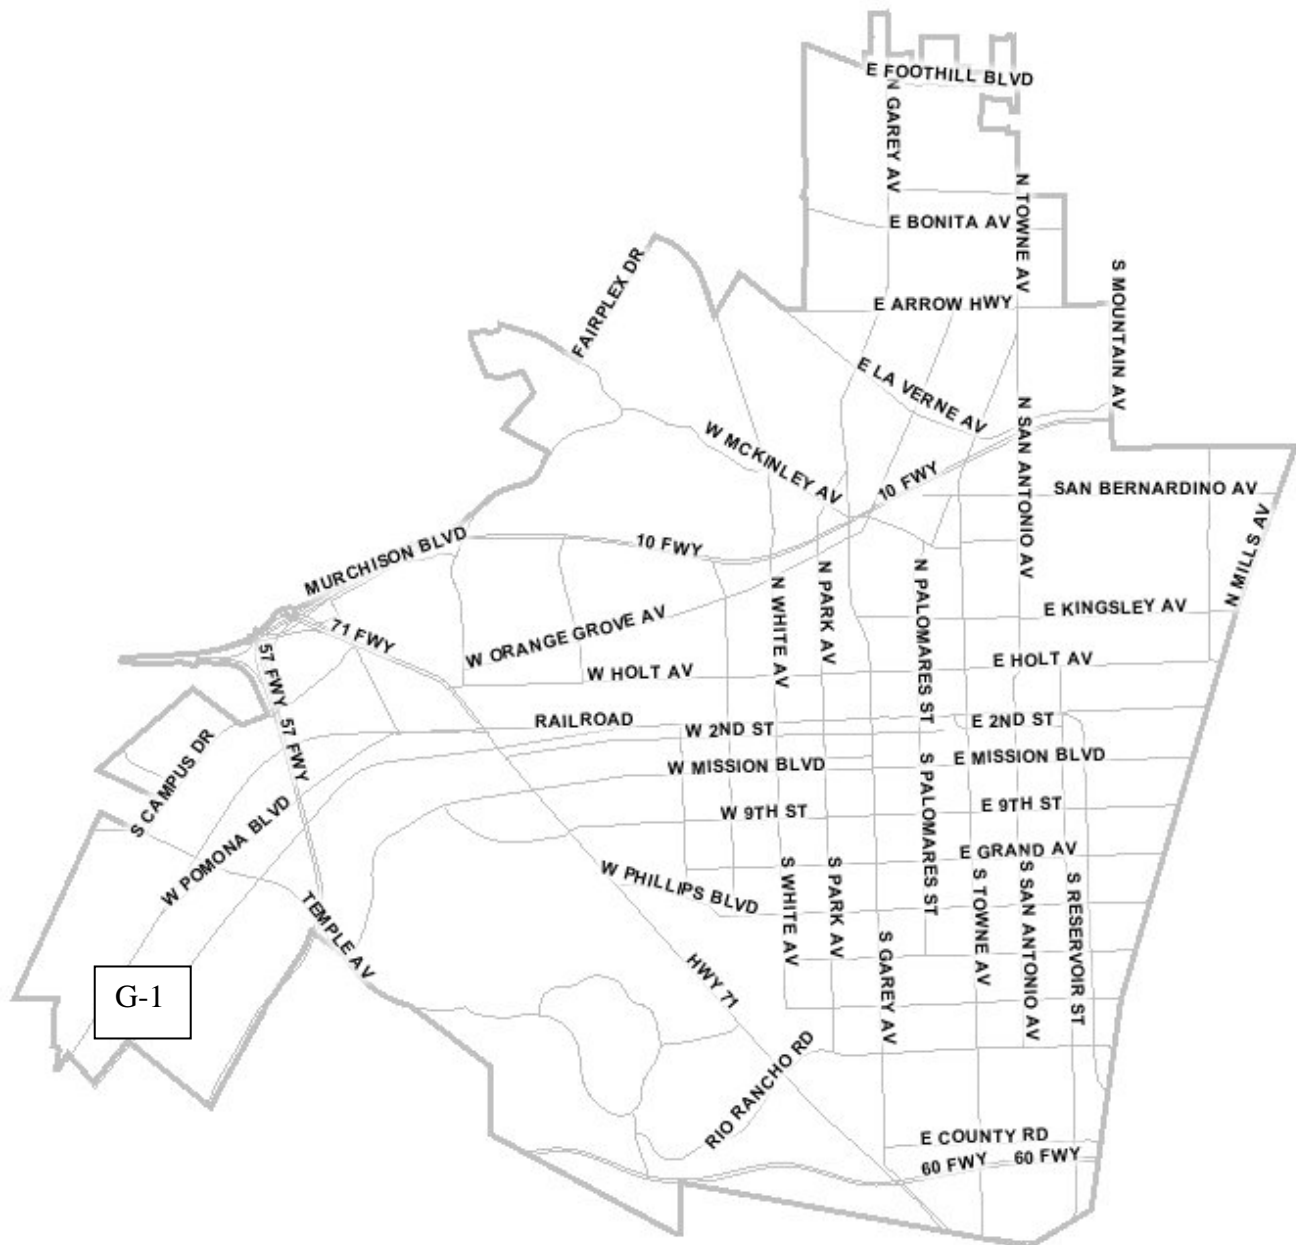 E FOOTHILL BLVD
N GAREY AV
N TOWNE AV
E BONITA AV
FAIRPLEX DR
S MOUNTAIN AV
E ARROW HWY
E LA VERNE AV
W MCKINLEY AV
N SAN ANTONIO AV
10 FWY
SAN BERNARDINO AV
N MILLS AV
MURCHISON BLVD
10 FWY
N WHITE AV
N PARK AV
N PALOMARES ST
E KINGSLEY AV
71 FWY
W ORANGE GROVE AV
57 FWY
W HOLT AV
E HOLT AV
RAILROAD
W 2ND ST
E 2ND ST
57 FWY
S CAMPUS DR
W MISSION BLVD
S PALOMARES ST
E MISSION BLVD
W POMONA BLVD
W 9TH ST
E 9TH ST
E GRAND AV
W PHILLIPS BLVD
S WHITE AV
S PARK AV
S TOWNE AV
S SAN ANTONIO AV
S RESERVOIR ST
TEMPLE AV
S GAREY AV
HWY 71
G-1
RIO RANCHO RD
E COUNTY RD
60 FWY
60 FWY